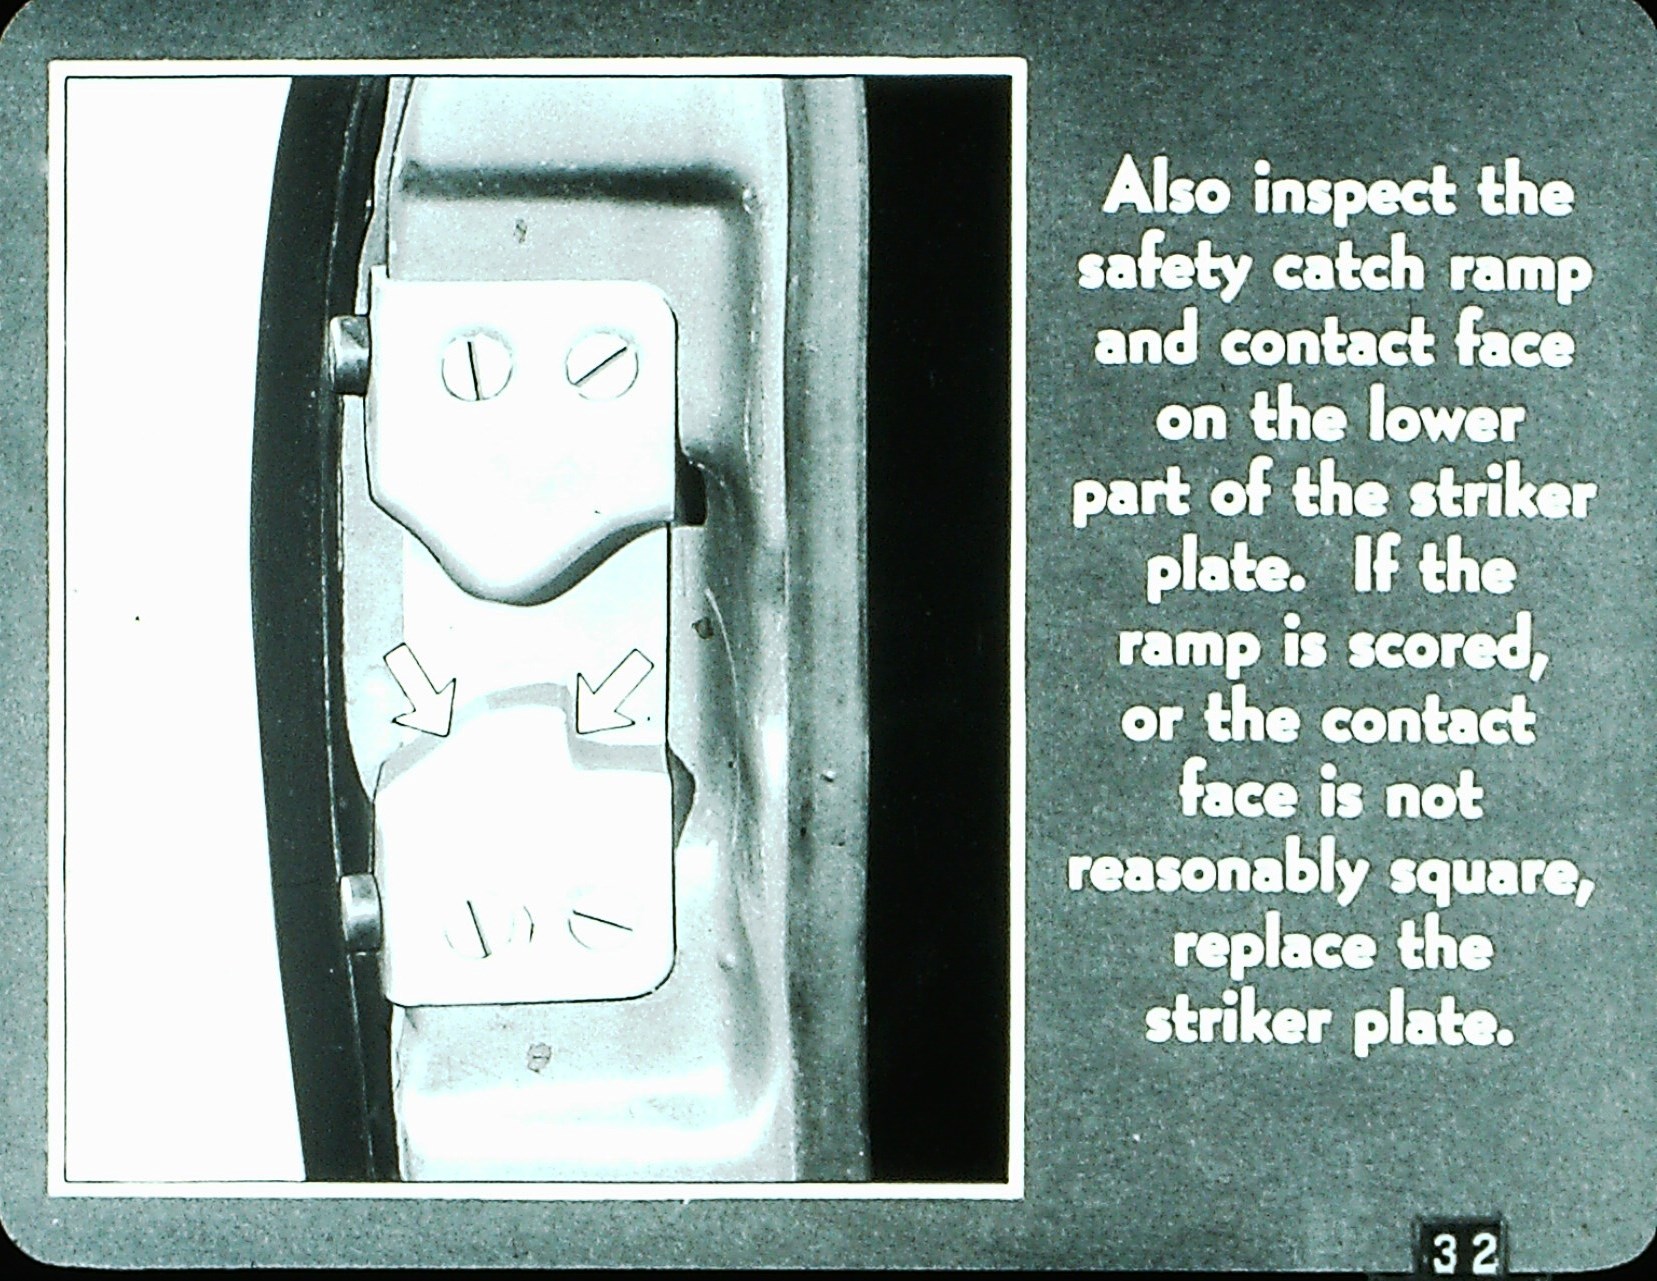 Also inspect the
safety catch ramp
and contact face
on the lower
part of the striker
plate. If the
ramp is scored,
or the contact
face is not
reasonably square,
replace the
striker plate.
32